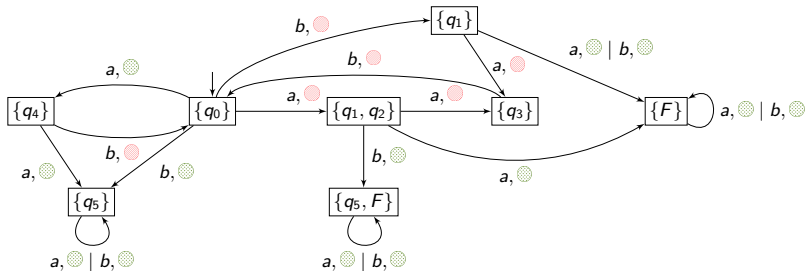 {q₁}
b,
a, | b,
b,
a,
a,
{q₄}
{q₀}
a,
{q₁, q₂}
a,
{q₃}
{F}
a, | b,
b,
a,
b,
b,
a,
{q₅}
{q₅, F}
a, | b,
a, | b,